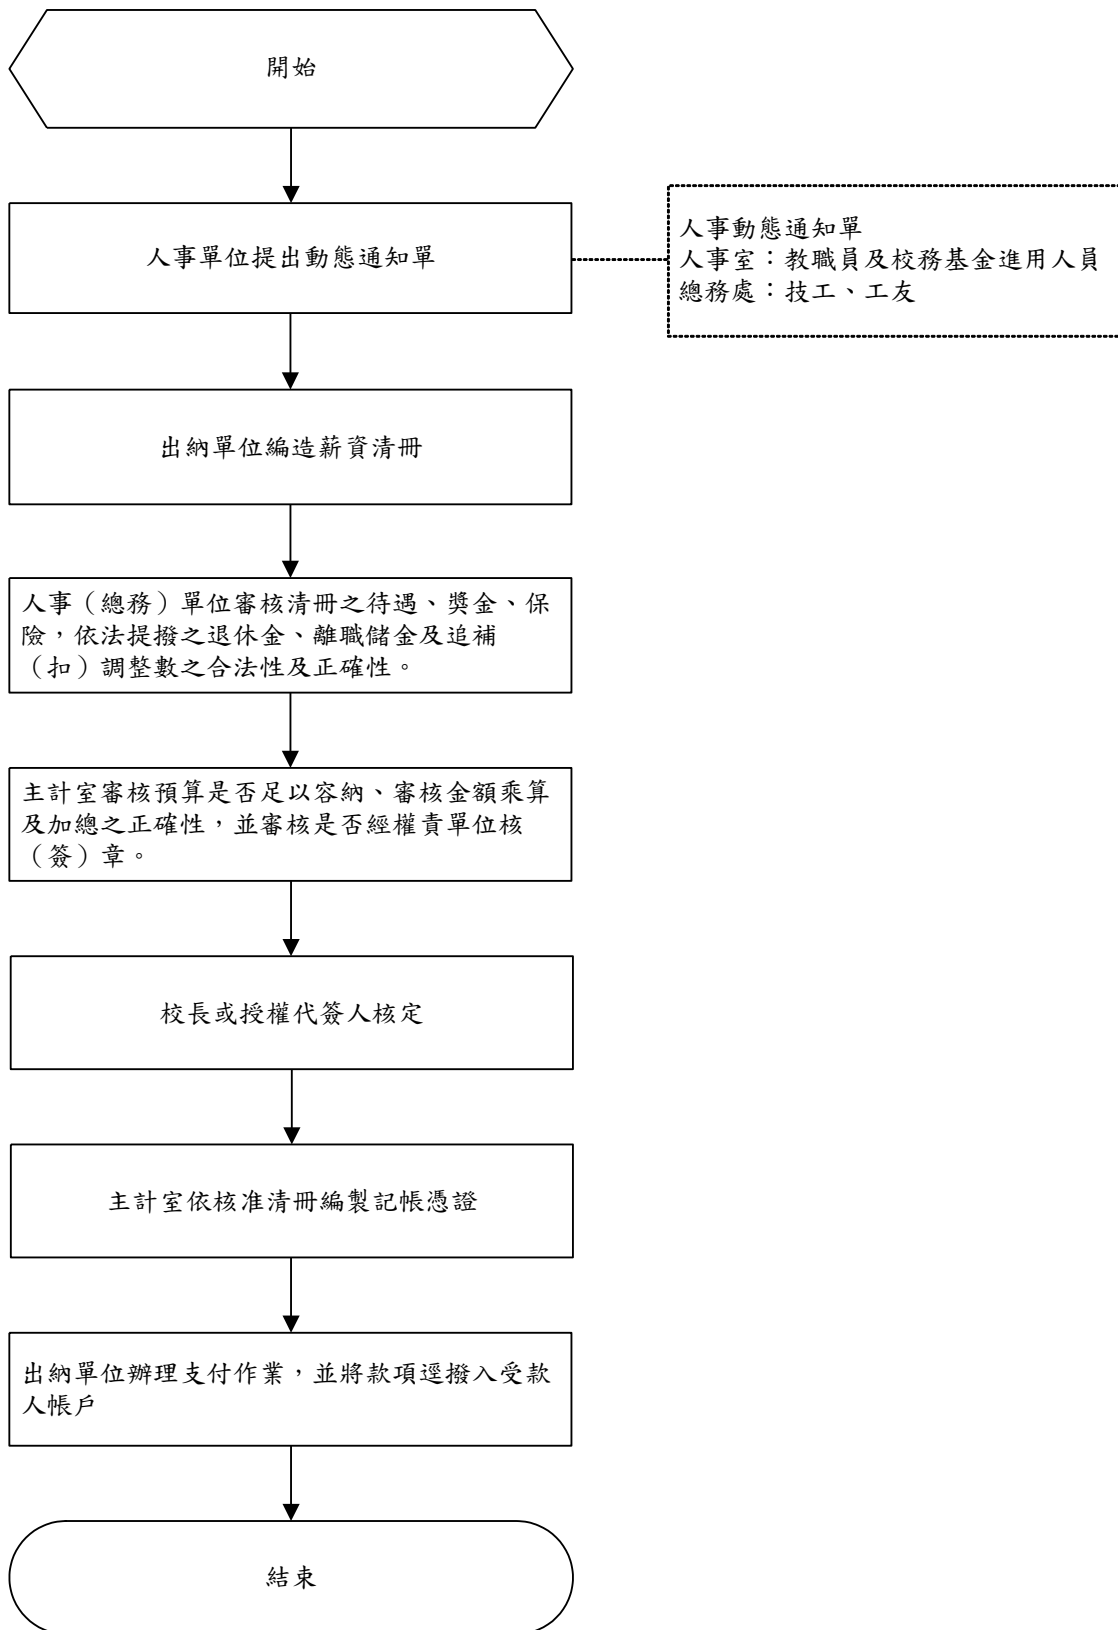 開始
人事單位提出動態通知單
人事動態通知單
人事室：教職員及校務基金進用人員
總務處：技工、工友
出納單位編造薪資清冊
人事（總務）單位審核清冊之待遇、獎金、保
險，依法提撥之退休金、離職儲金及追補
（扣）調整數之合法性及正確性。
主計室審核預算是否足以容納、審核金額乘算
及加總之正確性，並審核是否經權責單位核
（簽）章。
校長或授權代簽人核定
主計室依核准清冊編製記帳憑證
出納單位辦理支付作業，並將款項逕撥入受款
人帳戶
結束